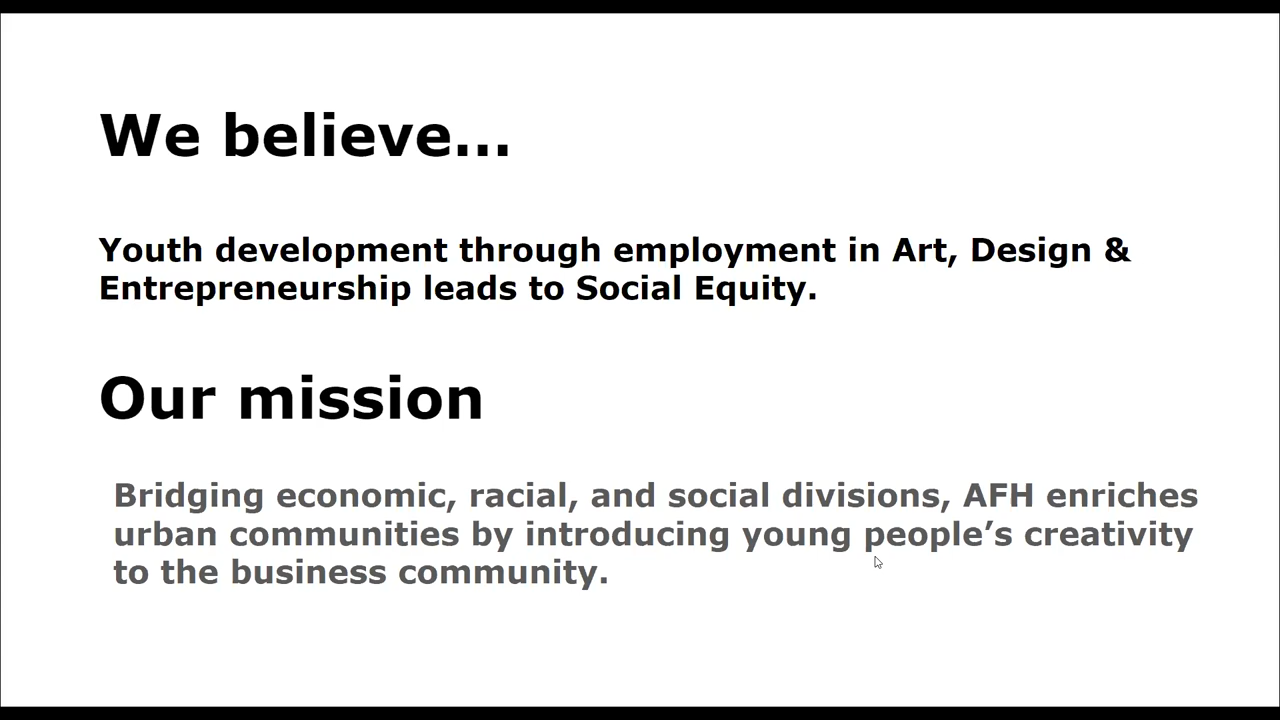 We believe...
Youth development through employment in Art, Design &
Entrepreneurship leads to Social Equity.
Our mission
Bridging economic, racial, and social divisions, AFH enriches
urban communities by introducing young people’s creativity
to the business community.